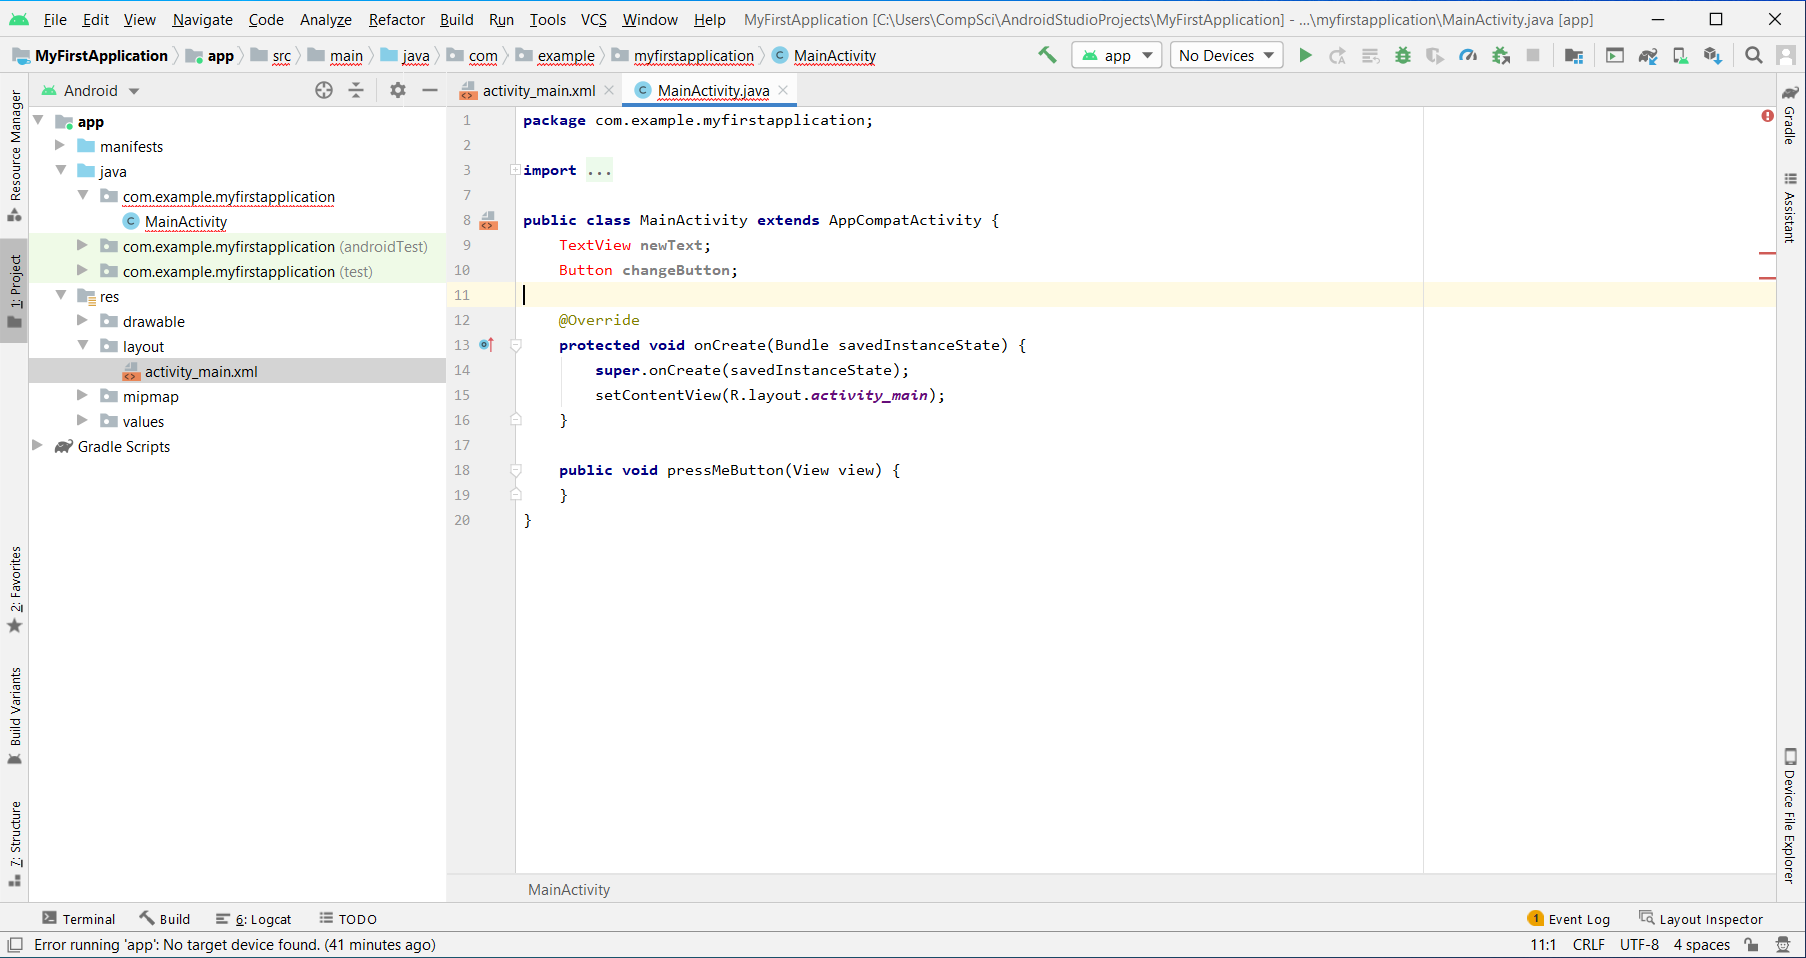 File Edit View Navigate Code Analyze Refactor Build Run Tools VCS Window Help MyFirstApplication [C:\Users\CompSci\AndroidStudioProjects\MyFirstApplication] - ...\myfirstapplication\MainActivity.java [app]
MyFirstApplication app src main java com example myfirstapplication MainActivity app No Devices
Android activity_main.xml MainActivity.java
Resource Manager
1: Project
2: Favorites
Build Variants
7: Structure
app
manifests
java
com.example.myfirstapplication
MainActivity
com.example.myfirstapplication (androidTest)
com.example.myfirstapplication (test)
res
drawable
layout
activity_main.xml
mipmap
values
Gradle Scripts
1 package com.example.myfirstapplication;
2
3 import ...
7
8 public class MainActivity extends AppCompatActivity {
9 TextView newText;
10 Button changeButton;
11
12 @Override
13 protected void onCreate(Bundle savedInstanceState) {
14 super.onCreate(savedInstanceState);
15 setContentView(R.layout.activity_main);
16 }
17
18 public void pressMeButton(View view) {
19 }
20 }
MainActivity
Gradle
Assistant
Device File Explorer
Terminal Build 6: Logcat TODO 1 Event Log Layout Inspector
Error running 'app': No target device found. (41 minutes ago) 11:1 CRLF UTF-8 4 spaces